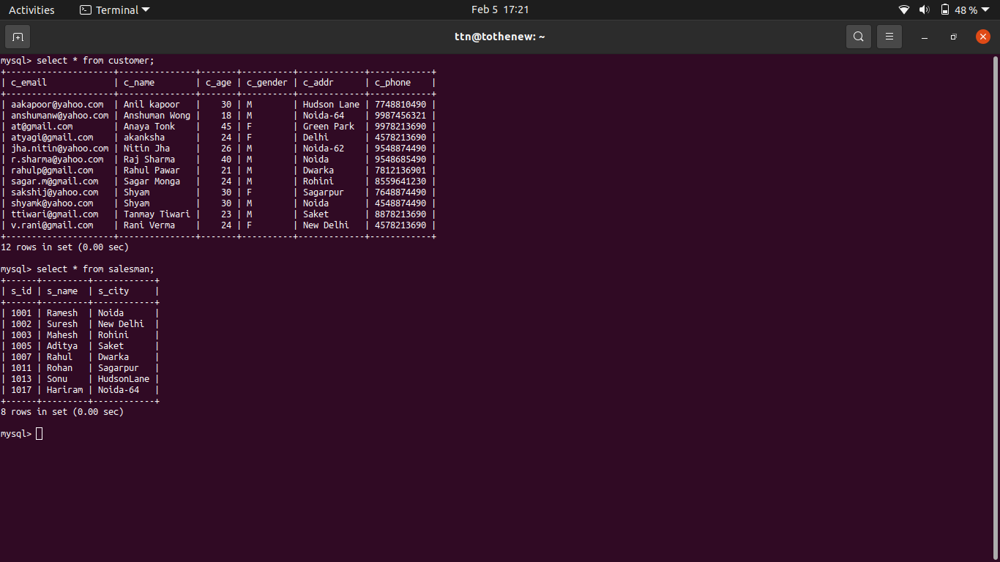 Activities Terminal Feb 5 17:21 48 %
ttn@tothenew: ~
mysql> select * from customer;
+---------------------+---------------+-------+----------+-------------+------------+
| c_email             | c_name        | c_age | c_gender | c_addr      | c_phone    |
+---------------------+---------------+-------+----------+-------------+------------+
| aakapoor@yahoo.com  | Anil kapoor   |    30 | M        | Hudson Lane | 7748810490 |
| anshumanw@yahoo.com | Anshuman Wong |    18 | M        | Noida-64    | 9987456321 |
| at@gmail.com        | Anaya Tonk    |    45 | F        | Green Park  | 9978213690 |
| atyagi@gmail.com    | akanksha      |    24 | F        | Delhi       | 4578213690 |
| jha.nitin@yahoo.com | Nitin Jha     |    26 | M        | Noida-62    | 9548874490 |
| r.sharma@yahoo.com  | Raj Sharma    |    40 | M        | Noida       | 9548685490 |
| rahulp@gmail.com    | Rahul Pawar   |    21 | M        | Dwarka      | 7812136901 |
| sagar.m@gmail.com   | Sagar Monga   |    24 | M        | Rohini      | 8559641230 |
| sakshij@yahoo.com   | Shyam         |    30 | F        | Sagarpur    | 7648874490 |
| shyamk@yahoo.com    | Shyam         |    30 | M        | Noida       | 4548874490 |
| ttiwari@gmail.com   | Tanmay Tiwari |    23 | M        | Saket       | 8878213690 |
| v.rani@gmail.com    | Rani Verma    |    24 | F        | New Delhi   | 4578213690 |
+---------------------+---------------+-------+----------+-------------+------------+
12 rows in set (0.00 sec)
mysql> select * from salesman;
+------+---------+------------+
| s_id | s_name  | s_city     |
+------+---------+------------+
| 1001 | Ramesh  | Noida      |
| 1002 | Suresh  | New Delhi  |
| 1003 | Mahesh  | Rohini     |
| 1005 | Aditya  | Saket      |
| 1007 | Rahul   | Dwarka     |
| 1011 | Rohan   | Sagarpur   |
| 1013 | Sonu    | HudsonLane |
| 1017 | Hariram | Noida-64   |
+------+---------+------------+
8 rows in set (0.00 sec)
mysql>